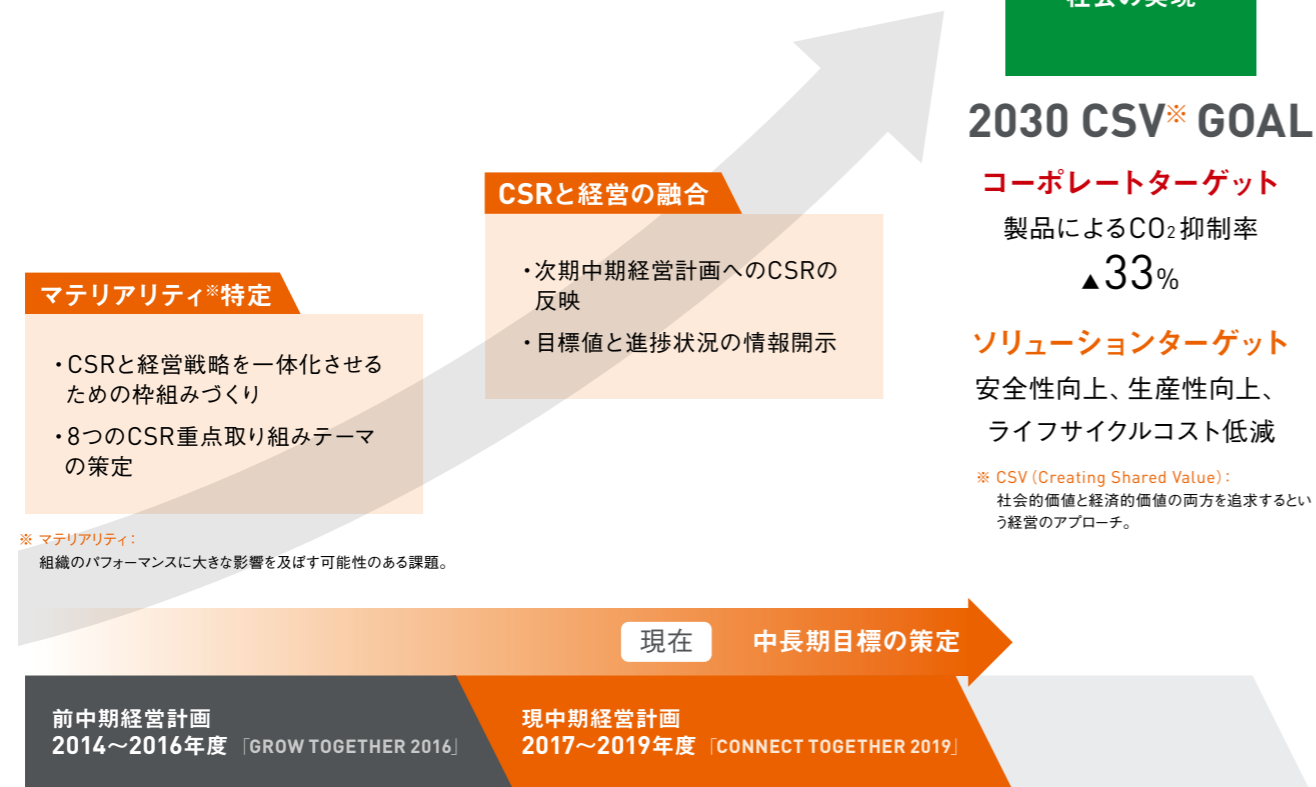 社会の実現
2030 CSV※ GOAL
コーポレートターゲット
製品によるCO2抑制率
▲33%
ソリューションターゲット
安全性向上、生産性向上、
ライフサイクルコスト低減
※ CSV (Creating Shared Value):
社会的価値と経済的価値の両方を追求するとい
う経営のアプローチ。
CSRと経営の融合
・次期中期経営計画へのCSRの
反映
・目標値と進捗状況の情報開示
マテリアリティ※特定
・CSRと経営戦略を一体化させる
ための枠組みづくり
・8つのCSR重点取り組みテーマ
の策定
※ マテリアリティ:
組織のパフォーマンスに大きな影響を及ぼす可能性のある課題。
現在 中長期目標の策定
前中期経営計画
2014〜2016年度「GROW TOGETHER 2016」
現中期経営計画
2017〜2019年度「CONNECT TOGETHER 2019」